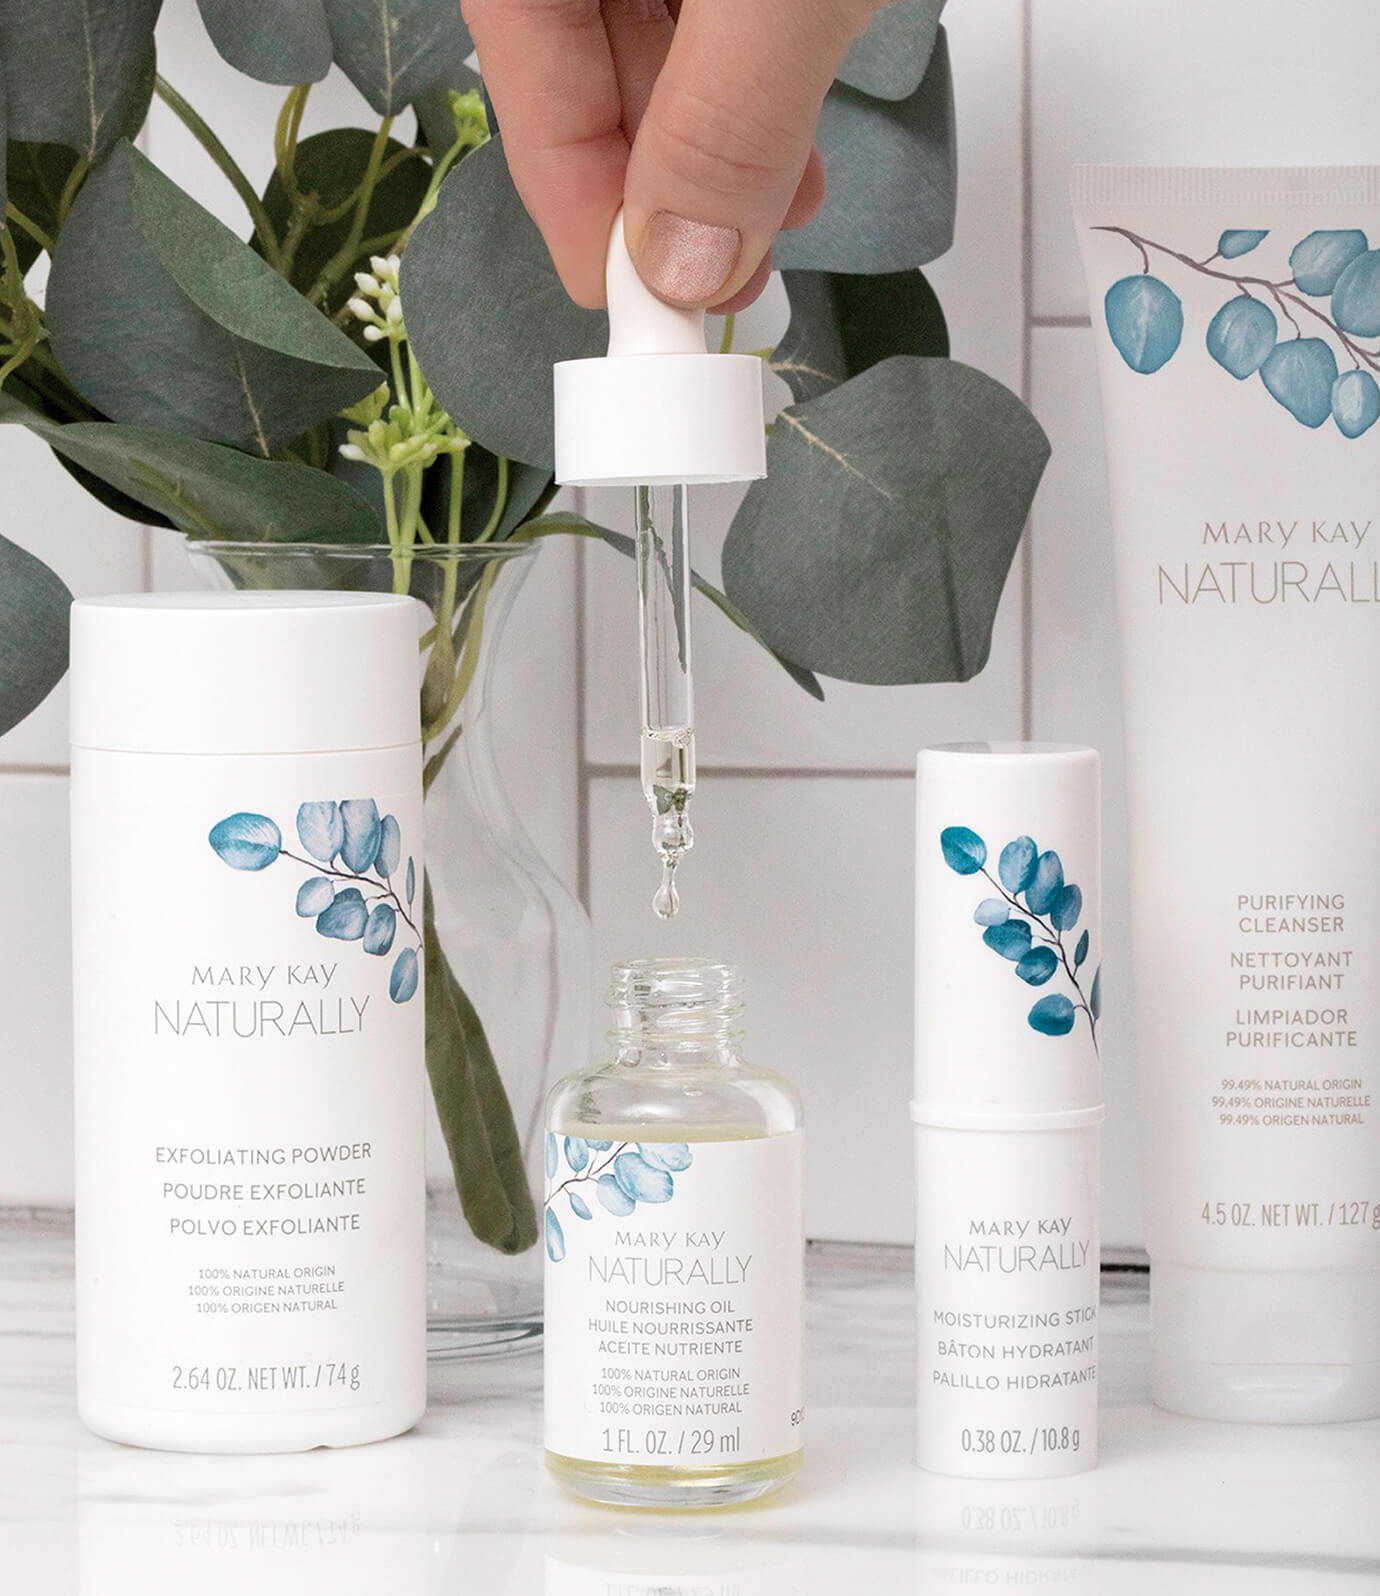 MARY KAY
NATURALLY
EXFOLIATING POWDER
POUDRE EXFOLIANTE
POLVO EXFOLIANTE
100% NATURAL ORIGIN
100% ORIGINE NATURELLE
100% ORIGEN NATURAL
2.64 OZ. NET WT. / 74 g
MARY KAY
NATURALLY
NOURISHING OIL
HUILE NOURRISSANTE
ACEITE NUTRIENTE
100% NATURAL ORIGIN
100% ORIGINE NATURELLE
100% ORIGEN NATURAL
1 FL. OZ. / 29 ml
MARY KAY
NATURALLY
MOISTURIZING STICK
BÂTON HYDRATANT
PALILLO HIDRATANTE
0.38 OZ. / 10.8 g
MARY KAY
NATURALLY
PURIFYING
CLEANSER
NETTOYANT
PURIFIANT
LIMPIADOR
PURIFICANTE
99.49% NATURAL ORIGIN
99,49% ORIGINE NATURELLE
99.49% ORIGEN NATURAL
4.5 OZ. NET WT. / 127 g